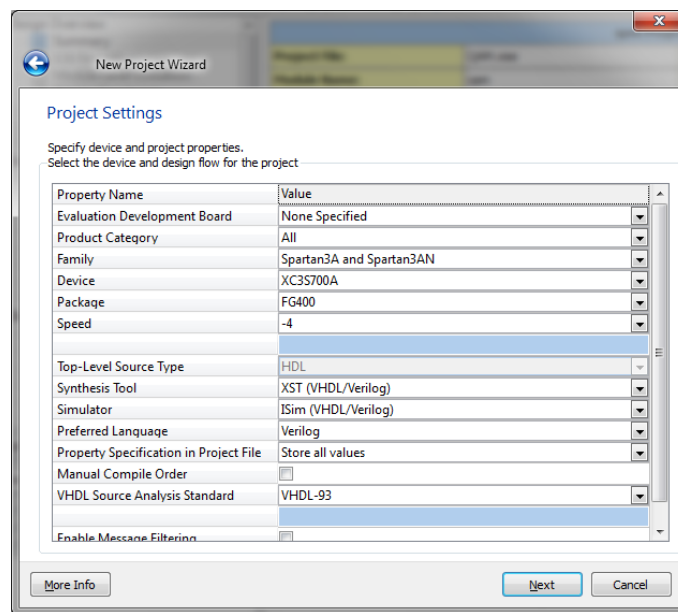 New Project Wizard
Project Settings
Specify device and project properties.
Select the device and design flow for the project
Property Name Value
Evaluation Development Board None Specified
Product Category All
Family Spartan3A and Spartan3AN
Device XC3S700A
Package FG400
Speed -4
Top-Level Source Type HDL
Synthesis Tool XST (VHDL/Verilog)
Simulator ISim (VHDL/Verilog)
Preferred Language Verilog
Property Specification in Project File Store all values
Manual Compile Order
VHDL Source Analysis Standard VHDL-93
Enable Message Filtering
More Info Next Cancel